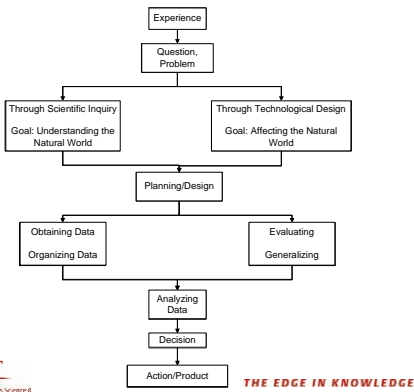 Experience
Question,
Problem
Through Scientific Inquiry
Goal: Understanding the
Natural World
Through Technological Design
Goal: Affecting the Natural
World
Planning/Design
Obtaining Data
Organizing Data
Evaluating
Generalizing
Analyzing
Data
Decision
Action/Product
Science &
THE EDGE IN KNOWLEDGE